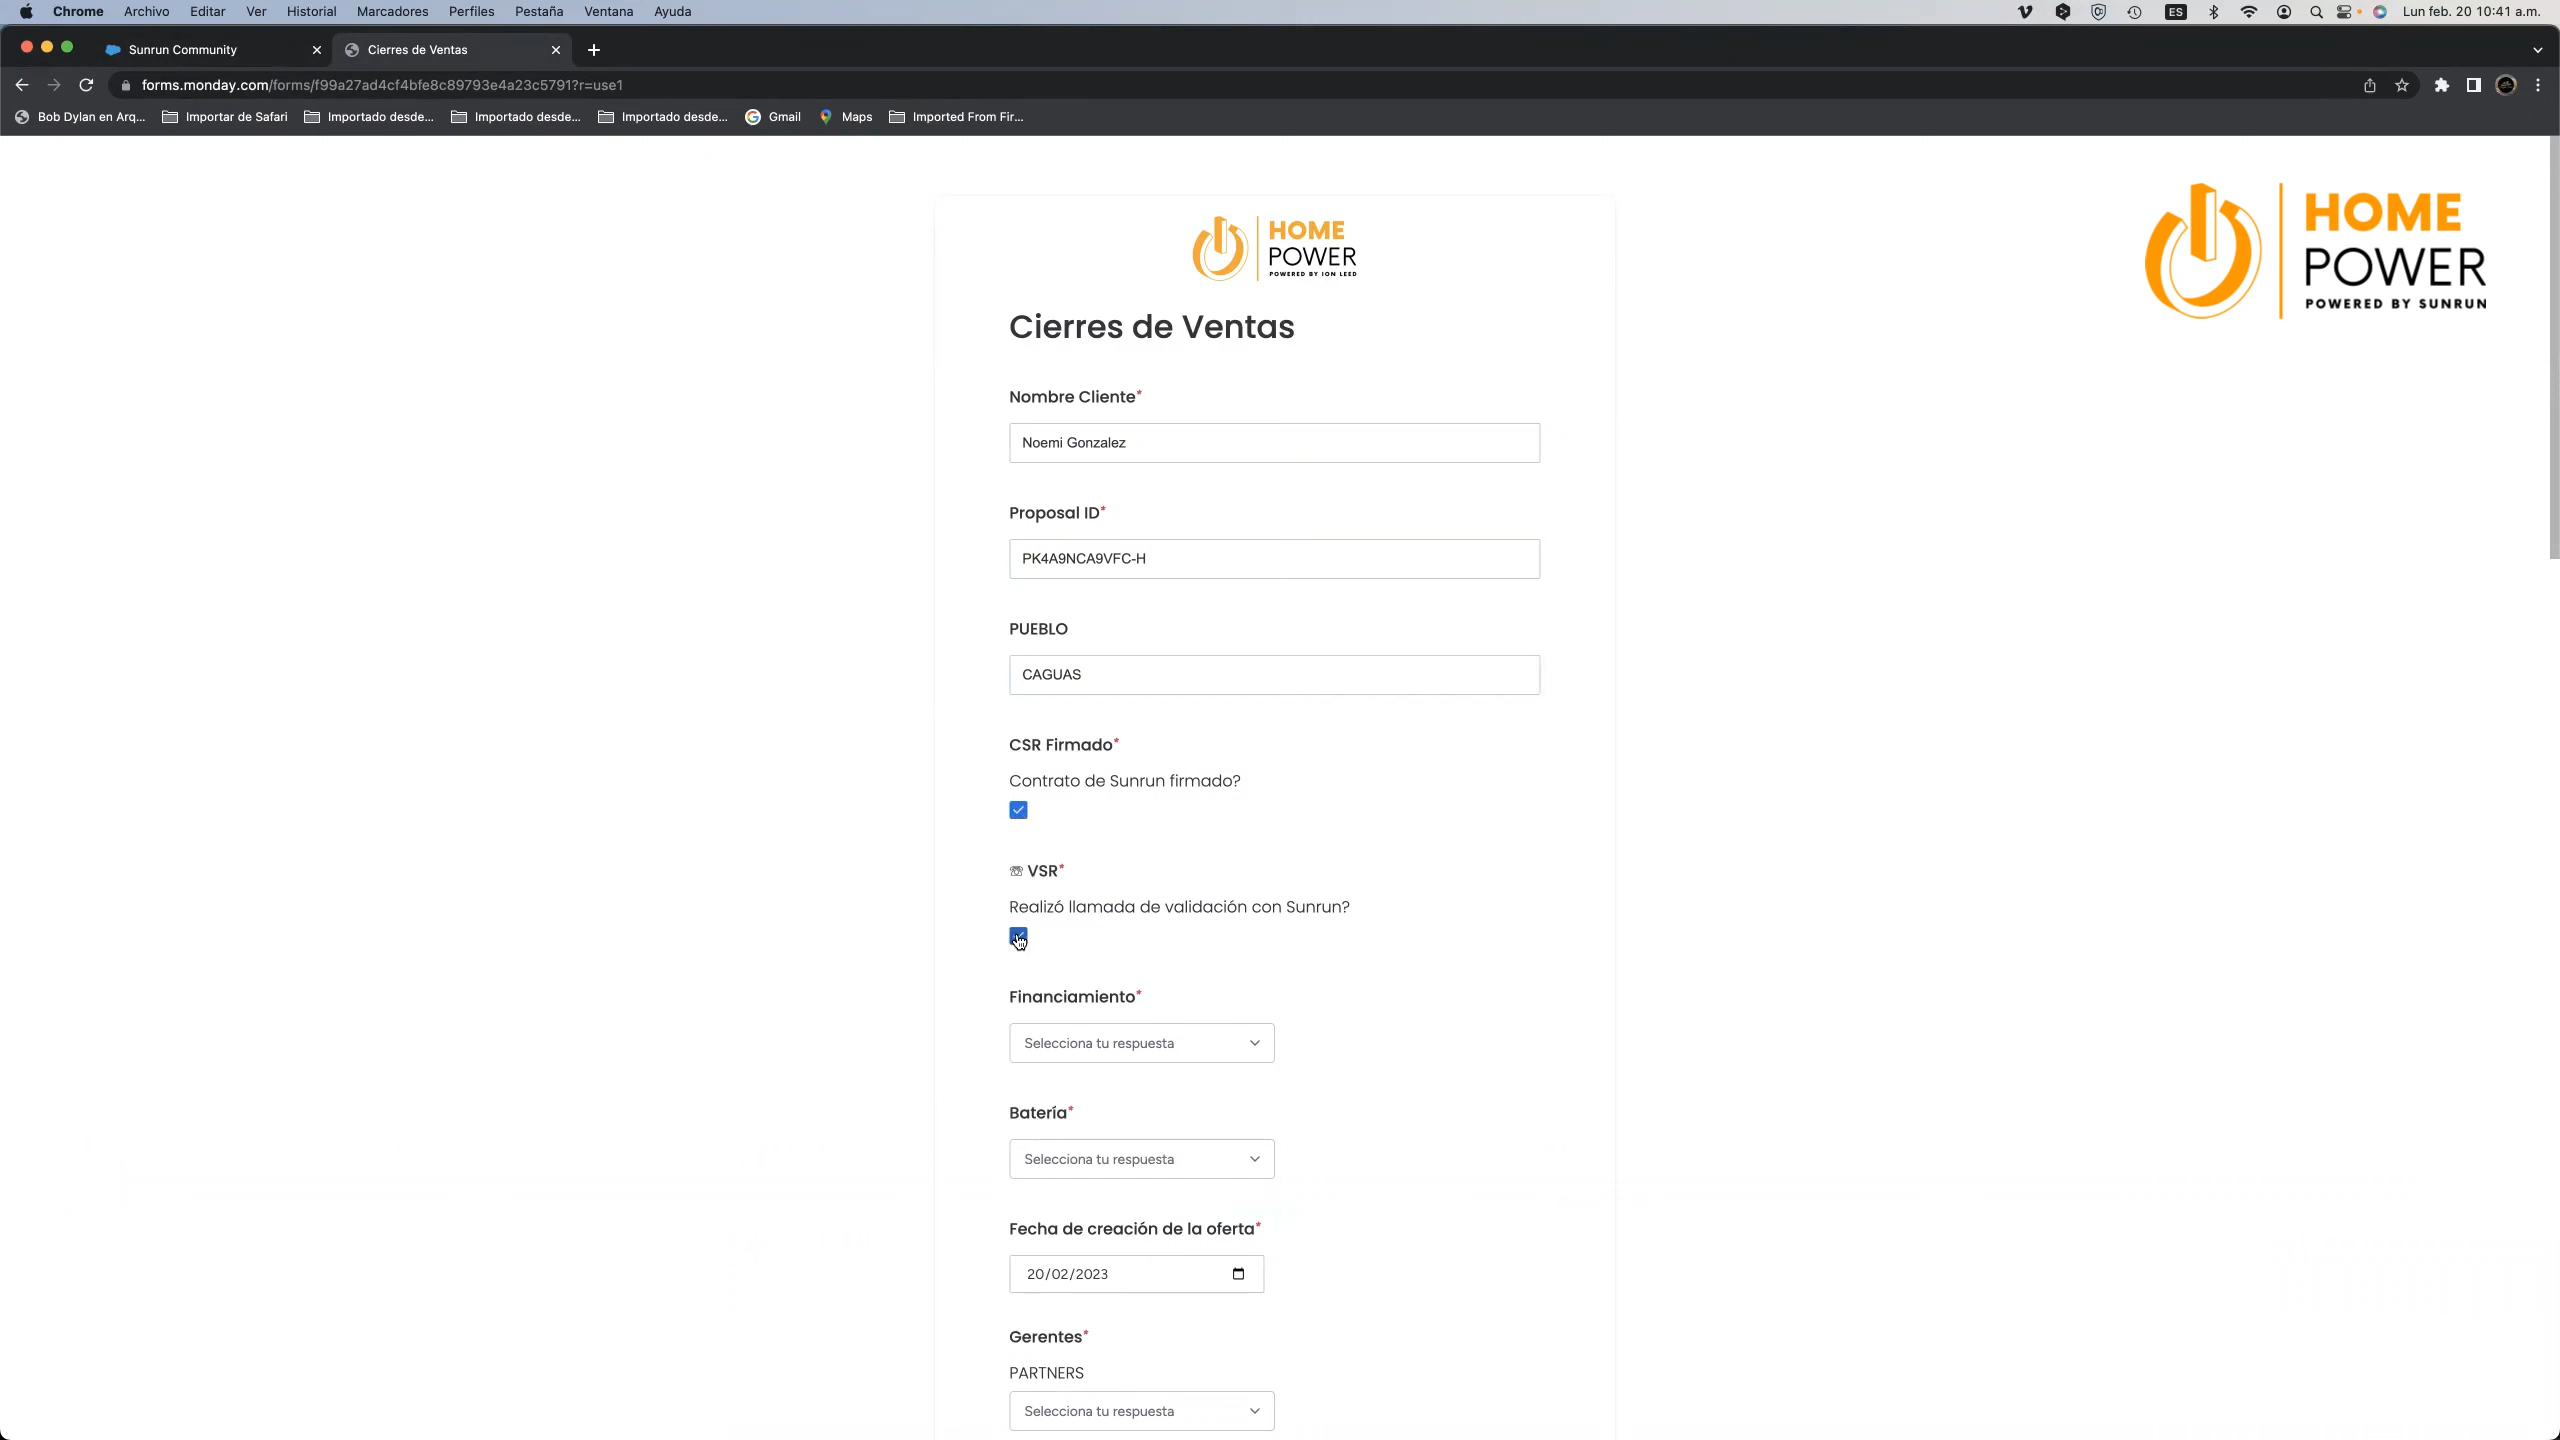 Chrome Archivo Editar Ver Historial Marcadores Perfiles Pestaña Ventana Ayuda ES Lun feb. 20 10:41 a.m.
Sunrun Community Cierres de Ventas
forms.monday.com/forms/f99a27ad4cf4bfe8c89793e4a23c5791?r=use1
Bob Dylan en Arq... Importar de Safari Importado desde... Importado desde... Importado desde... Gmail Maps Imported From Fir...
HOME
POWER
POWERED BY ION LEED
HOME
POWER
POWERED BY SUNRUN
Cierres de Ventas
Nombre Cliente*
Noemi Gonzalez
Proposal ID*
PK4A9NCA9VFC-H
PUEBLO
CAGUAS
CSR Firmado*
Contrato de Sunrun firmado?
☏ VSR*
Realizó llamada de validación con Sunrun?
Financiamiento*
Selecciona tu respuesta
Batería*
Selecciona tu respuesta
Fecha de creación de la oferta*
20/02/2023
Gerentes*
PARTNERS
Selecciona tu respuesta